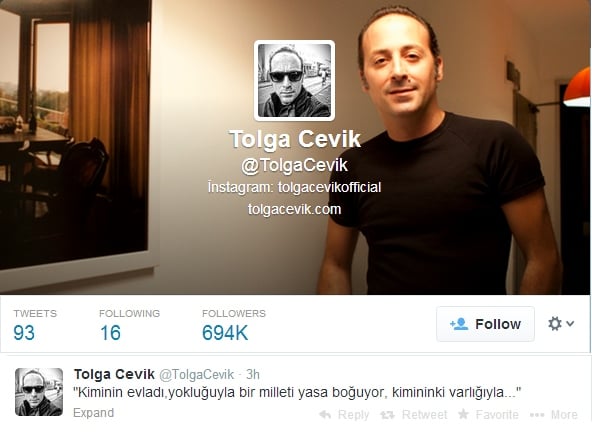 Tolga Cevik
@TolgaCevik
İnstagram: tolgacevikofficial
tolgacevik.com
TWEETS FOLLOWING FOLLOWERS
93 16 694K
Follow
Tolga Cevik @TolgaCevik · 3h
"Kiminin evladı,yokluğuyla bir milleti yasa boğuyor, kimininki varlığıyla..."
Expand Reply Retweet Favorite More